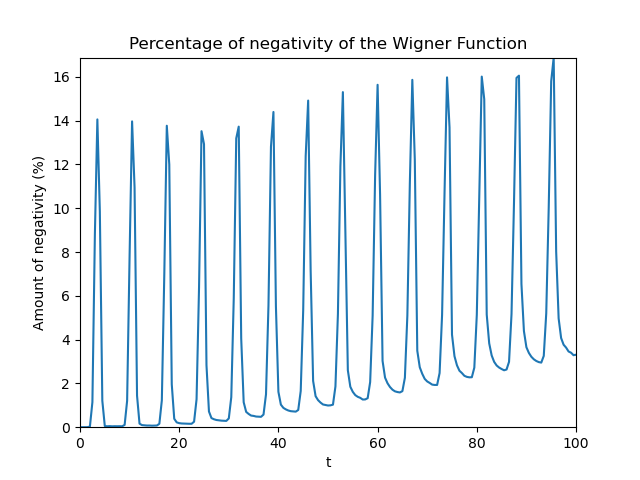 Percentage of negativity of the Wigner Function
Amount of negativity (%)
16
14
12
10
8
6
4
2
0
0 20 40 60 80 100
t